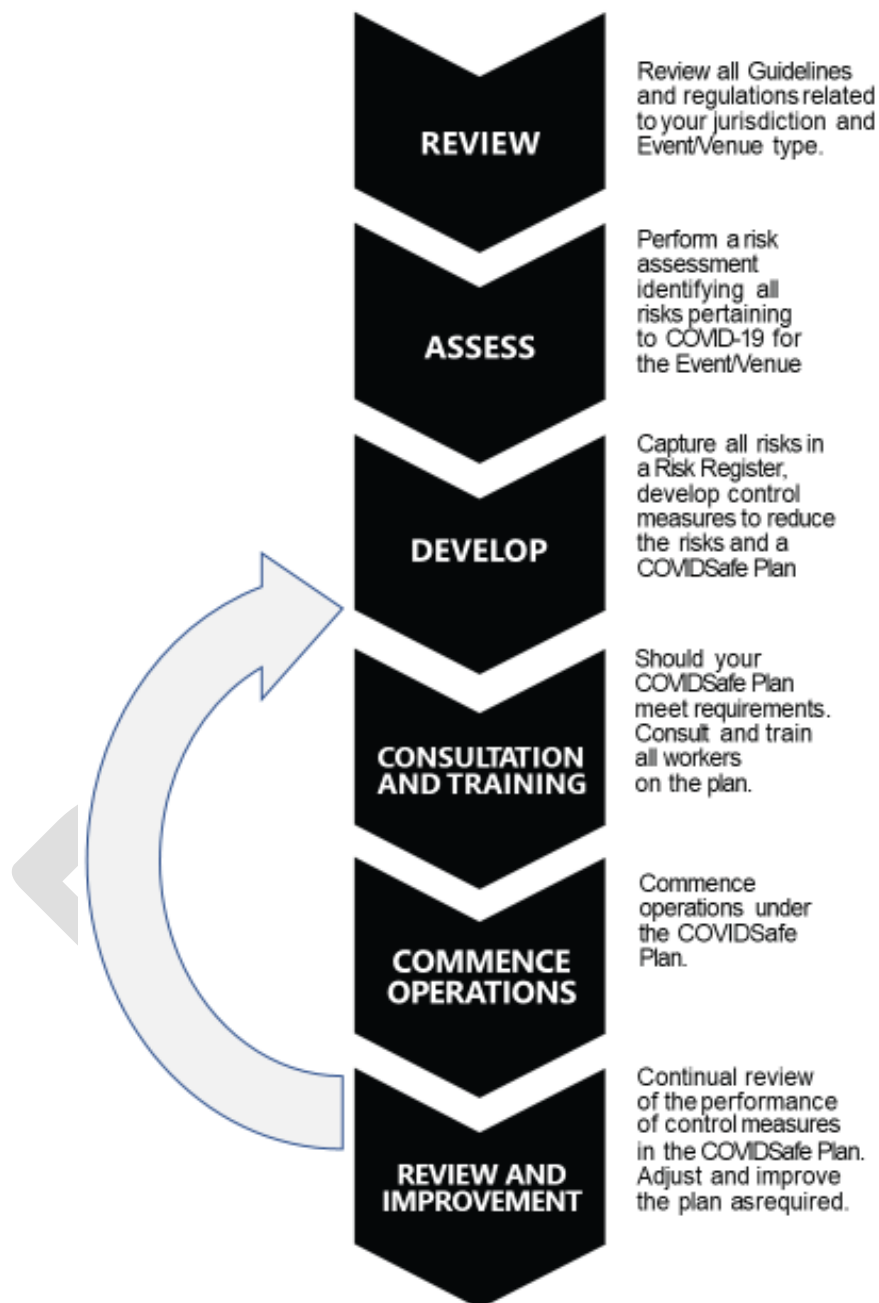 REVIEW
Review all Guidelines
and regulations related
to your jurisdiction and
Event/Venue type.
ASSESS
Perform a risk
assessment
identifying all
risks pertaining
to COVID-19 for
the Event/Venue
DEVELOP
Capture all risks in
a Risk Register,
develop control
measures to reduce
the risks and a
COVIDSafe Plan
CONSULTATION
AND TRAINING
Should your
COVIDSafe Plan
meet requirements.
Consult and train
all workers
on the plan.
COMMENCE
OPERATIONS
Commence
operations under
the COVIDSafe
Plan.
REVIEW AND
IMPROVEMENT
Continual review
of the performance
of control measures
in the COVIDSafe Plan.
Adjust and improve
the plan asrequired.